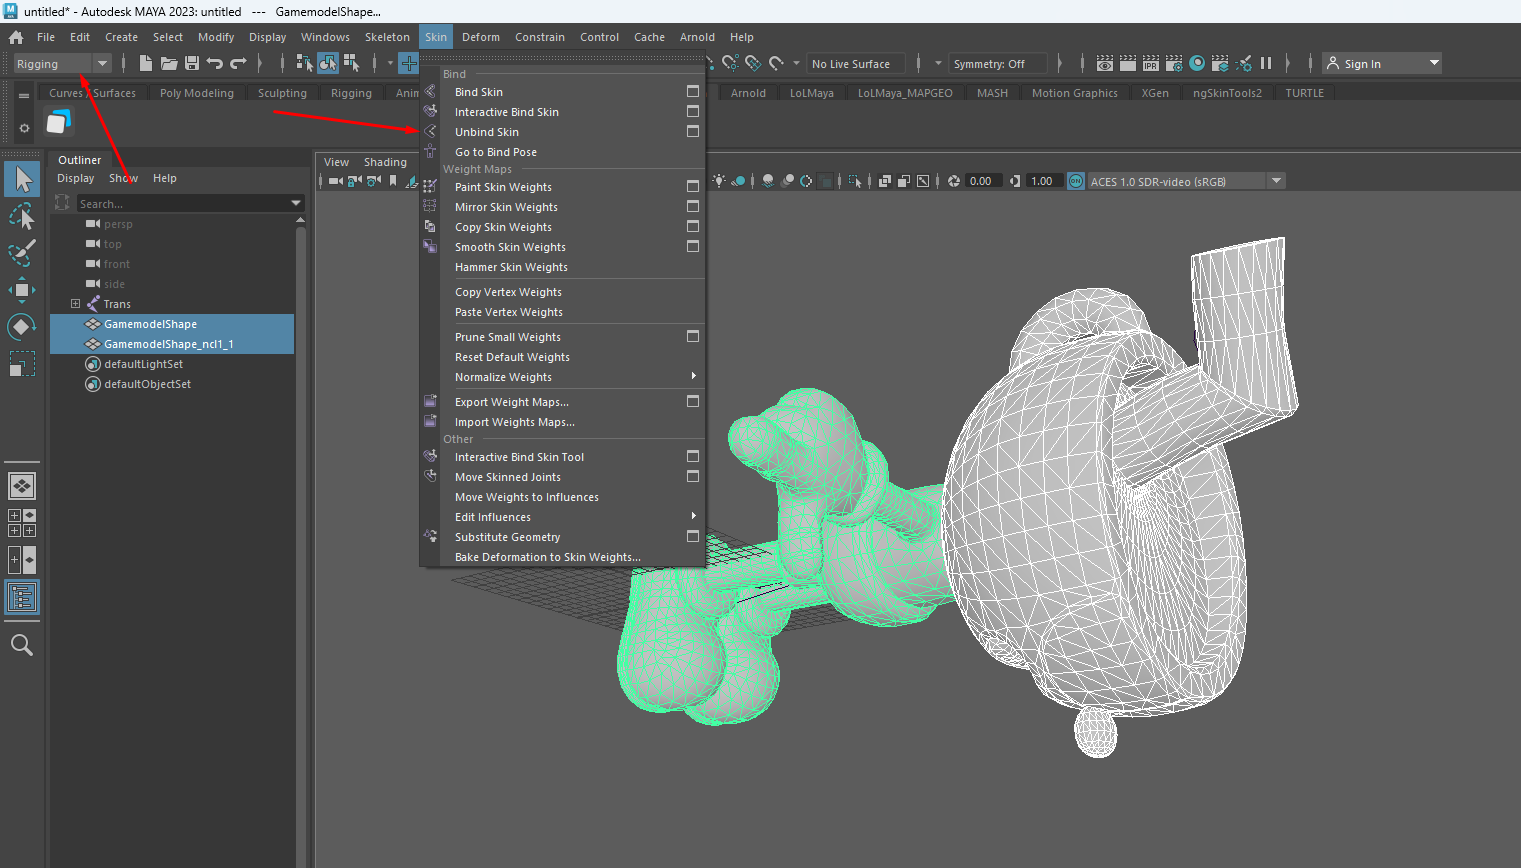 untitled* - Autodesk MAYA 2023: untitled --- GamemodelShape...
File Edit Create Select Modify Display Windows Skeleton Skin Deform Constrain Control Cache Arnold Help
Rigging No Live Surface Symmetry: Off Sign In
Curves / Surfaces Poly Modeling Sculpting Rigging Anim Arnold LoLMaya LoLMaya_MAPGEO MASH Motion Graphics XGen ngSkinTools2 TURTLE
Bind
Bind Skin
Interactive Bind Skin
Unbind Skin
Go to Bind Pose
Weight Maps
Paint Skin Weights
Mirror Skin Weights
Copy Skin Weights
Smooth Skin Weights
Hammer Skin Weights
Copy Vertex Weights
Paste Vertex Weights
Prune Small Weights
Reset Default Weights
Normalize Weights
Export Weight Maps...
Import Weights Maps...
Other
Interactive Bind Skin Tool
Move Skinned Joints
Move Weights to Influences
Edit Influences
Substitute Geometry
Bake Deformation to Skin Weights...
Outliner
Display Show Help
Search...
persp
top
front
side
Trans
GamemodelShape
GamemodelShape_ncl1_1
defaultLightSet
defaultObjectSet
View Shading
0.00 1.00 ON ACES 1.0 SDR-video (sRGB)
IPR